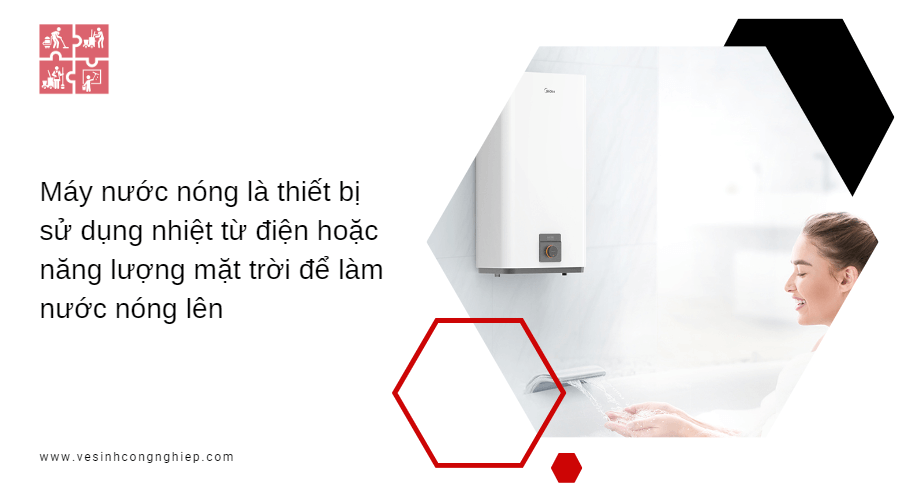 Máy nước nóng là thiết bị
sử dụng nhiệt từ điện hoặc
năng lượng mặt trời để làm
nước nóng lên
Midea
www.vesinhcongnghiep.com